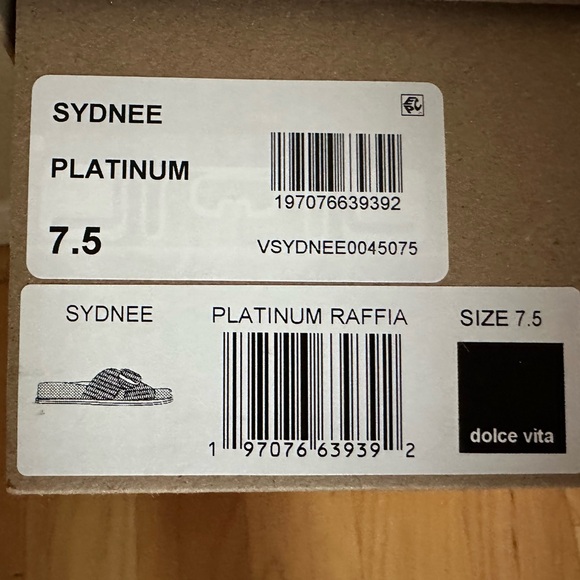 SYDNEE
PLATINUM
197076639392
7.5
VSYDNEE0045075
SYDNEE
PLATINUM RAFFIA
SIZE 7.5
1 97076 63939 2
dolce vita